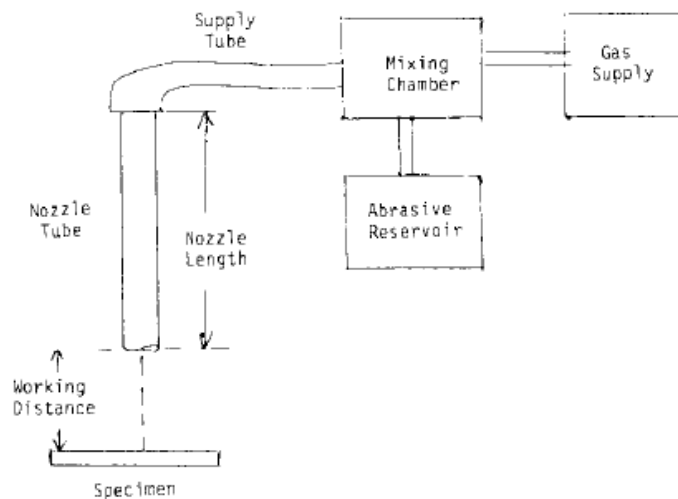 Supply
Tube
Mixing
Chamber
Gas
Supply
Abrasive
Reservoir
Nozzle
Tube
Nozzle
Length
Working
Distance
Specimen